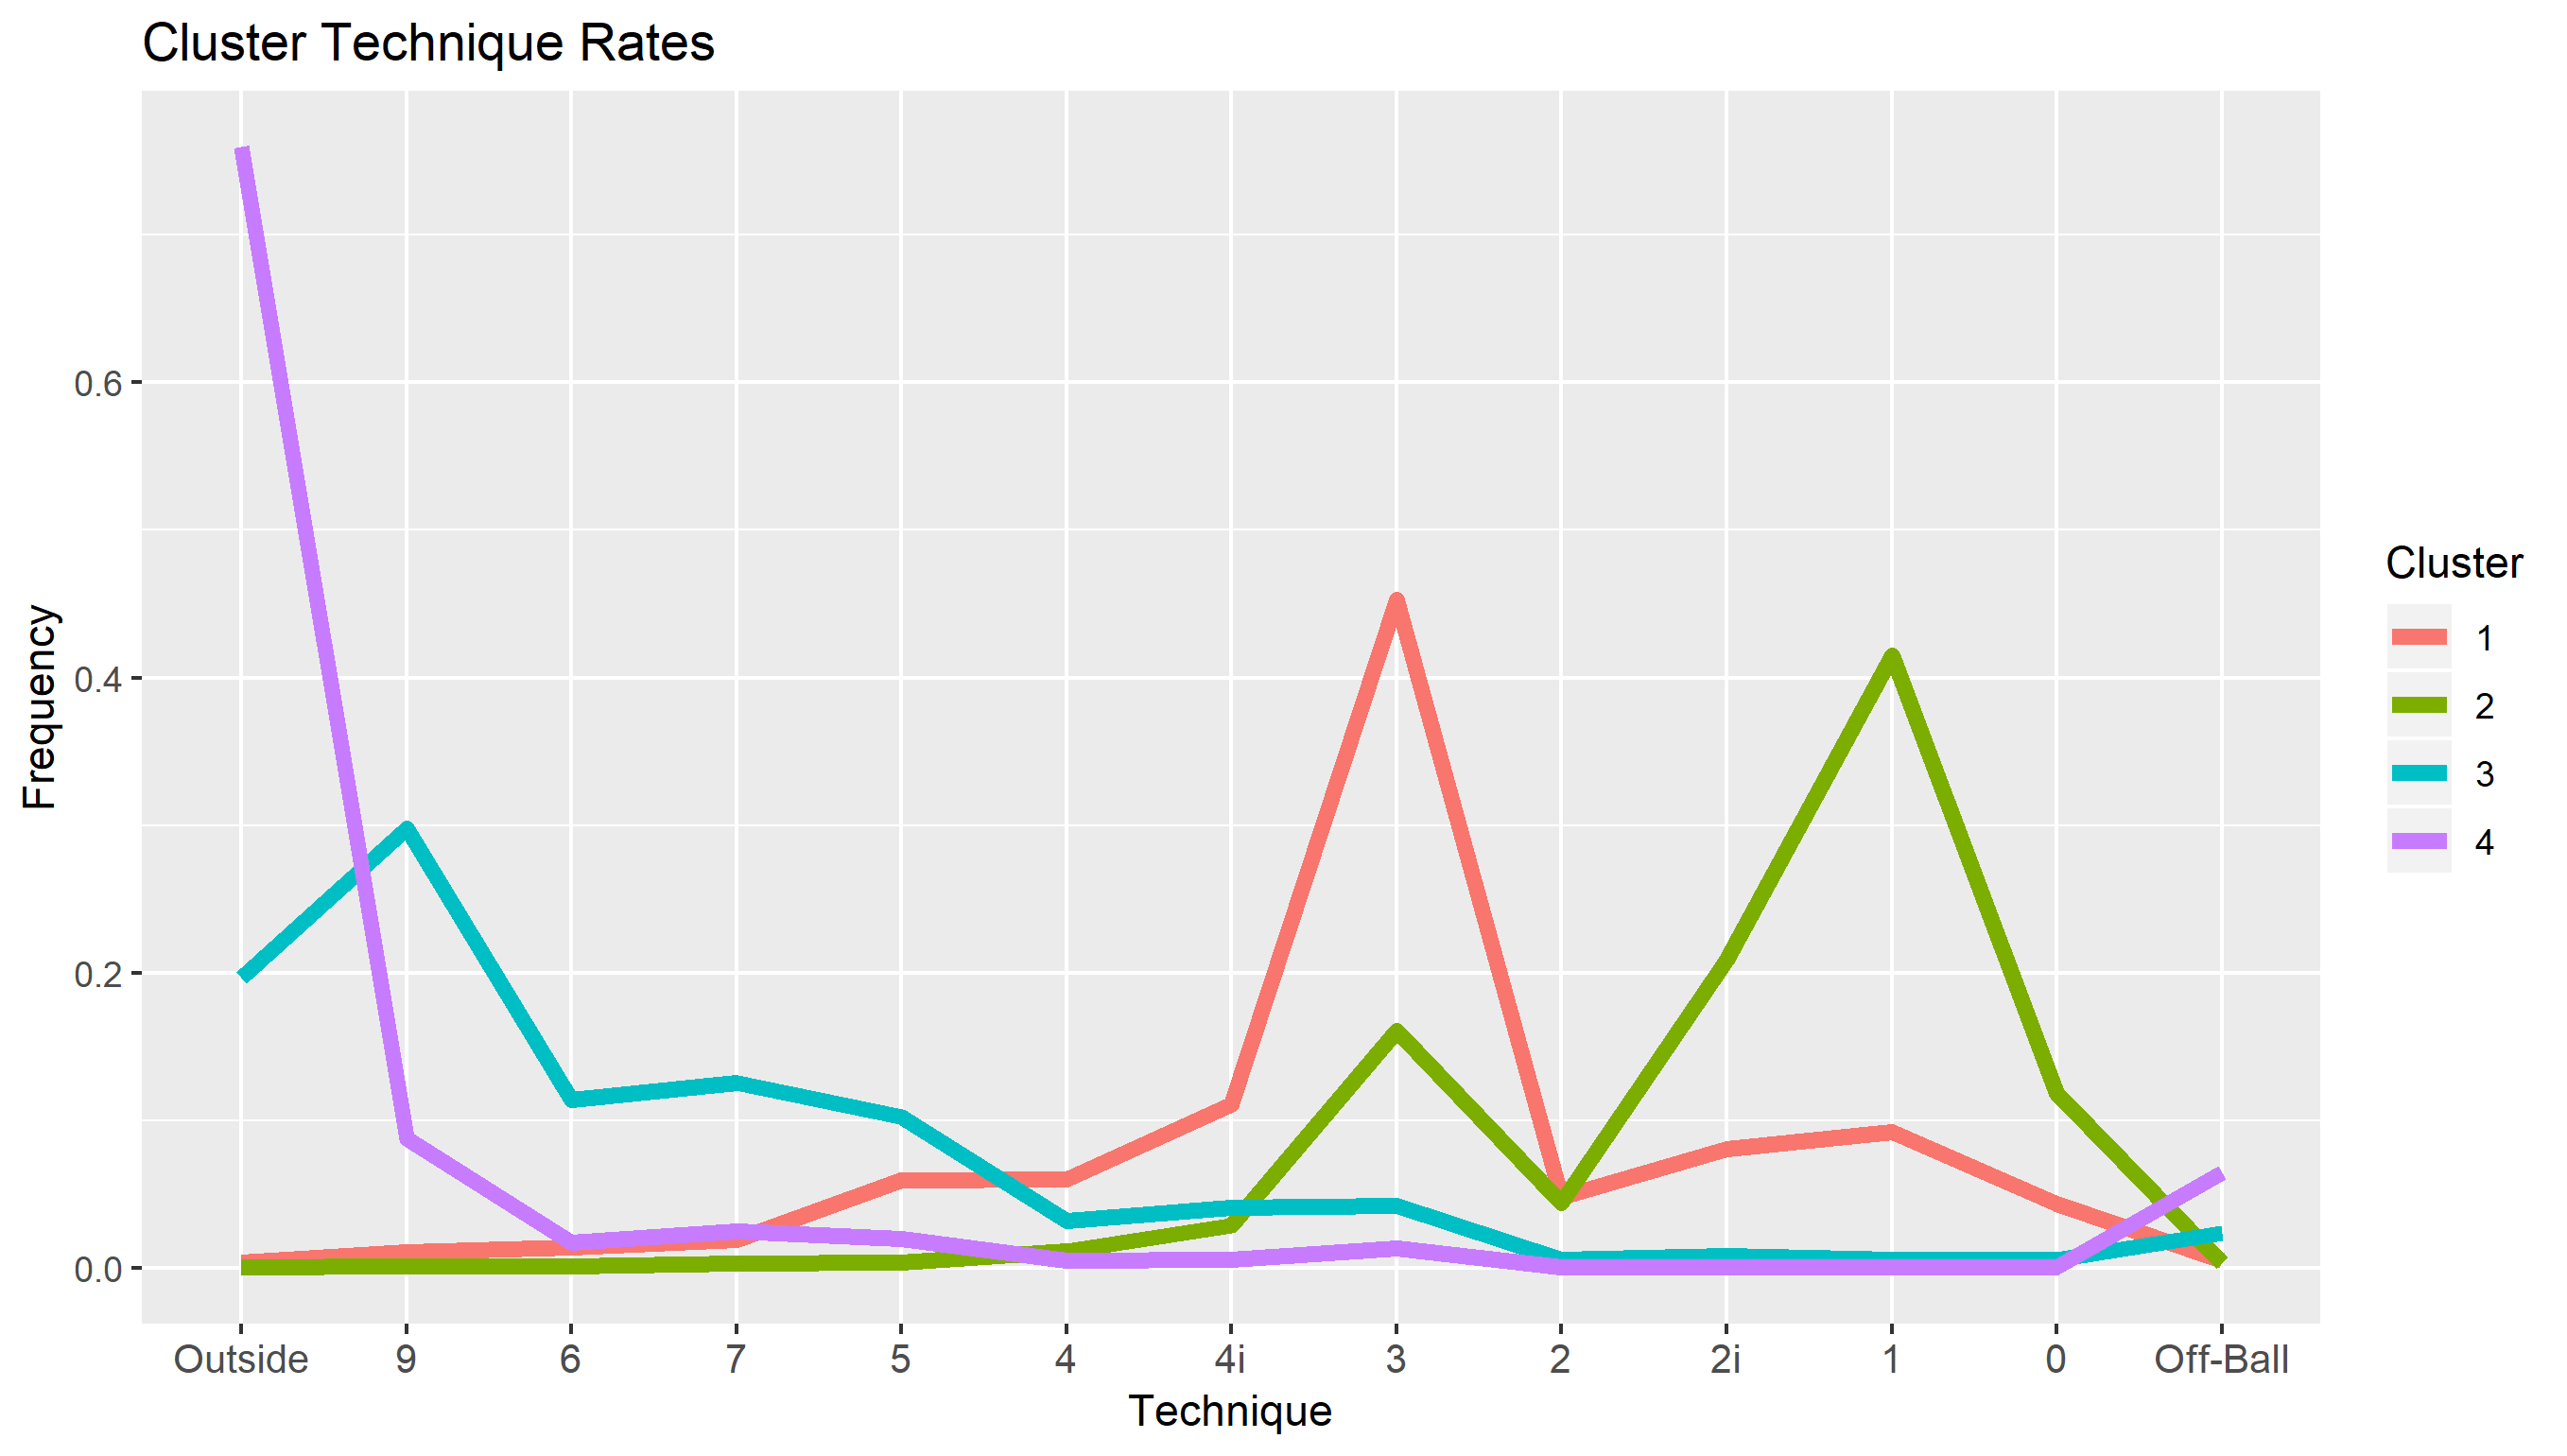 Cluster Technique Rates
Frequency
0.6
0.4
0.2
0.0
Outside 9 6 7 5 4 4i 3 2 2i 1 0 Off-Ball
Technique
Cluster
1
2
3
4